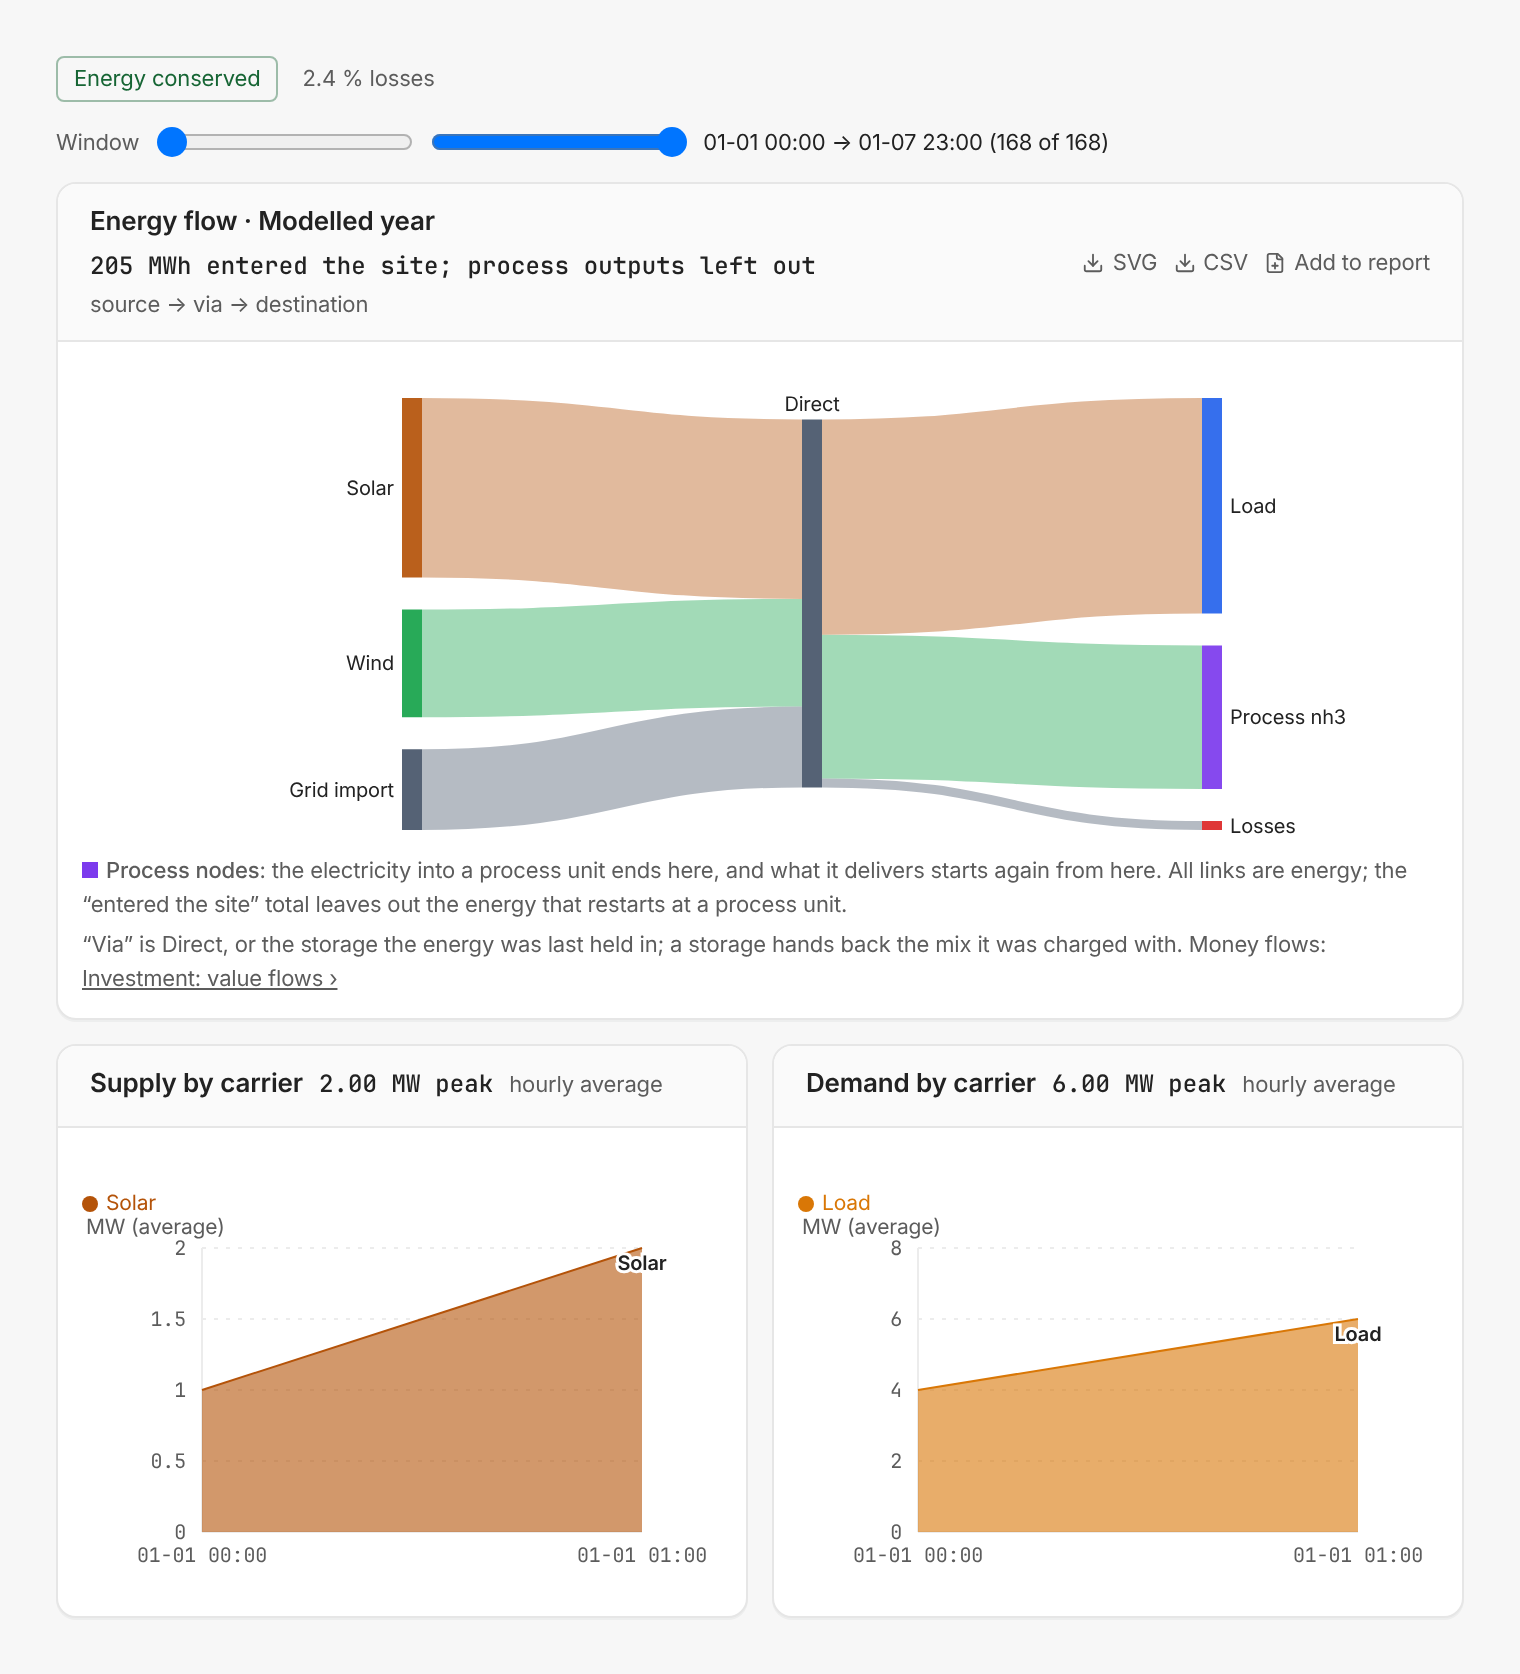 Energy conserved 2.4 % losses
Window 01-01 00:00 → 01-07 23:00 (168 of 168)
Energy flow · Modelled year
205 MWh entered the site; process outputs left out
SVG CSV Add to report
source → via → destination
Direct
Solar
Load
Wind
Process nh3
Grid import
Losses
Process nodes: the electricity into a process unit ends here, and what it delivers starts again from here. All links are energy; the
“entered the site” total leaves out the energy that restarts at a process unit.
“Via” is Direct, or the storage the energy was last held in; a storage hands back the mix it was charged with. Money flows:
Investment: value flows ›
Supply by carrier 2.00 MW peak hourly average
Solar
MW (average)
2
Solar
1.5
1
0.5
0
01-01 00:00 01-01 01:00
Demand by carrier 6.00 MW peak hourly average
Load
MW (average)
8
6
Load
4
2
0
01-01 00:00 01-01 01:00